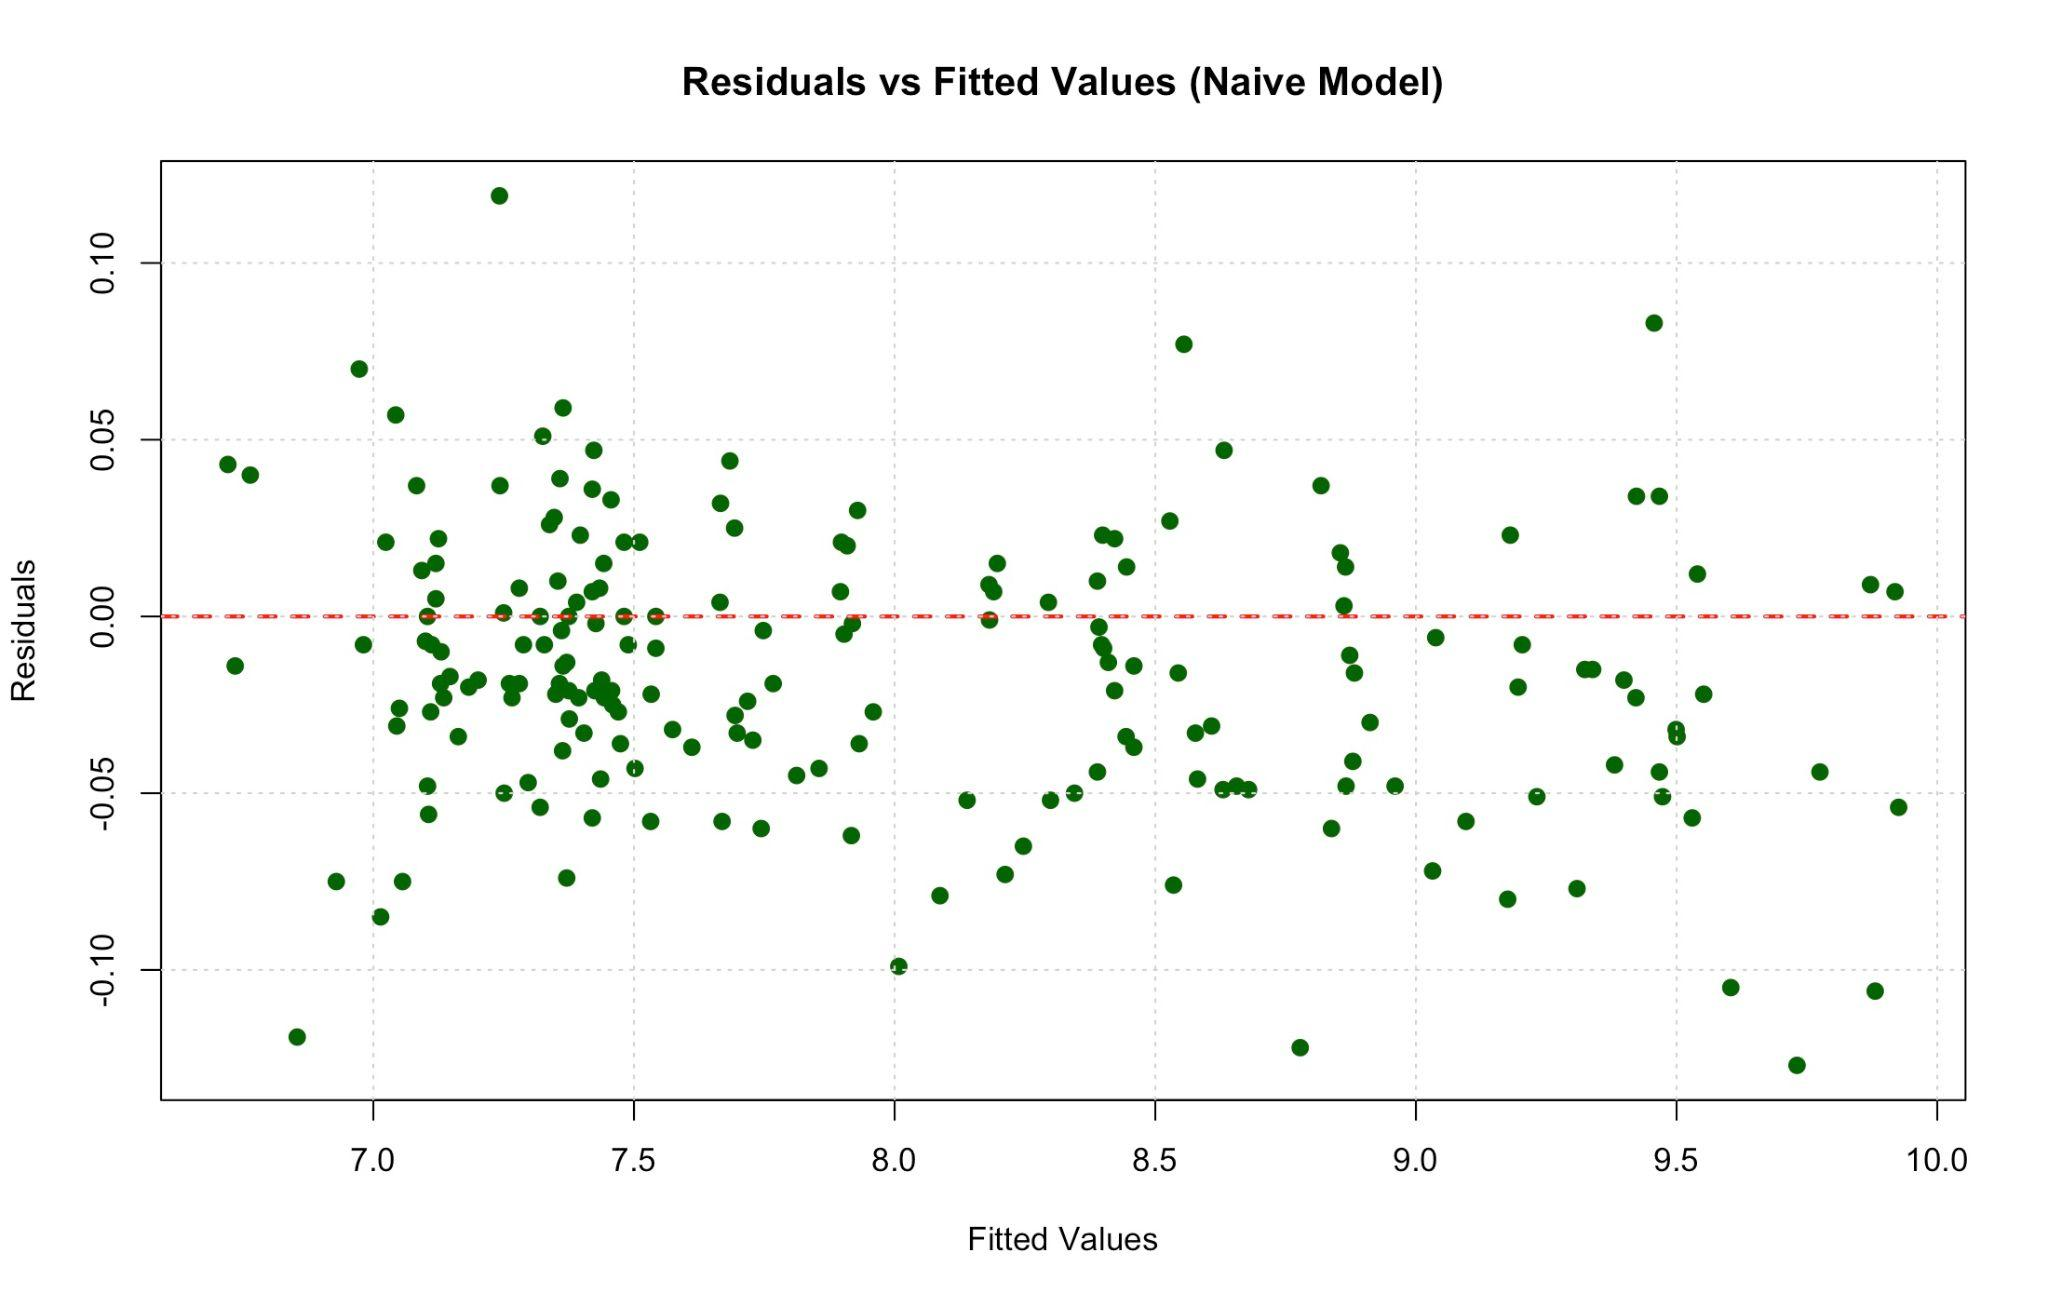 Residuals vs Fitted Values (Naive Model)
Residuals
0.10
0.05
0.00
-0.05
-0.10
7.0 7.5 8.0 8.5 9.0 9.5 10.0
Fitted Values